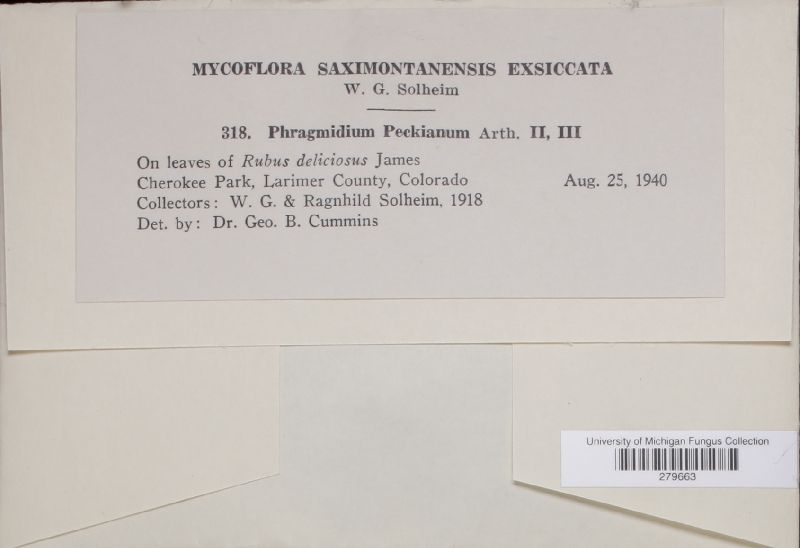 MYCOFLORA SAXIMONTANENSIS EXSICCATA
W. G. Solheim
318. Phragmidium Peckianum Arth. II, III
On leaves of Rubus deliciosus James
Cherokee Park, Larimer County, Colorado Aug. 25, 1940
Collectors: W. G. & Ragnhild Solheim, 1918
Det. by: Dr. Geo. B. Cummins
University of Michigan Fungus Collection
279663